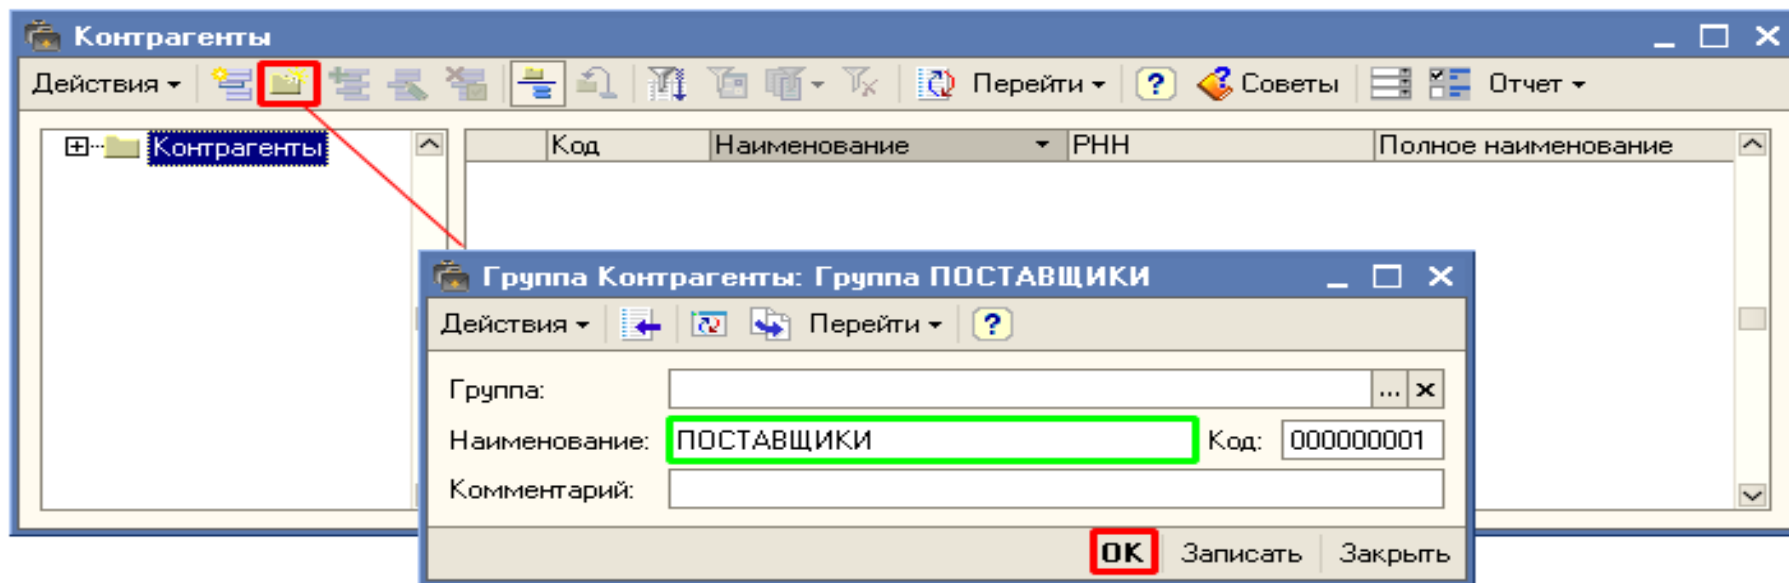 Контрагенты
Действия Перейти ? Советы Отчет
Контрагенты
Код Наименование РНН Полное наименование
Группа Контрагенты: Группа ПОСТАВЩИКИ
Действия Перейти ?
Группа: ...
Наименование: ПОСТАВЩИКИ Код: 000000001
Комментарий:
OK Записать Закрыть